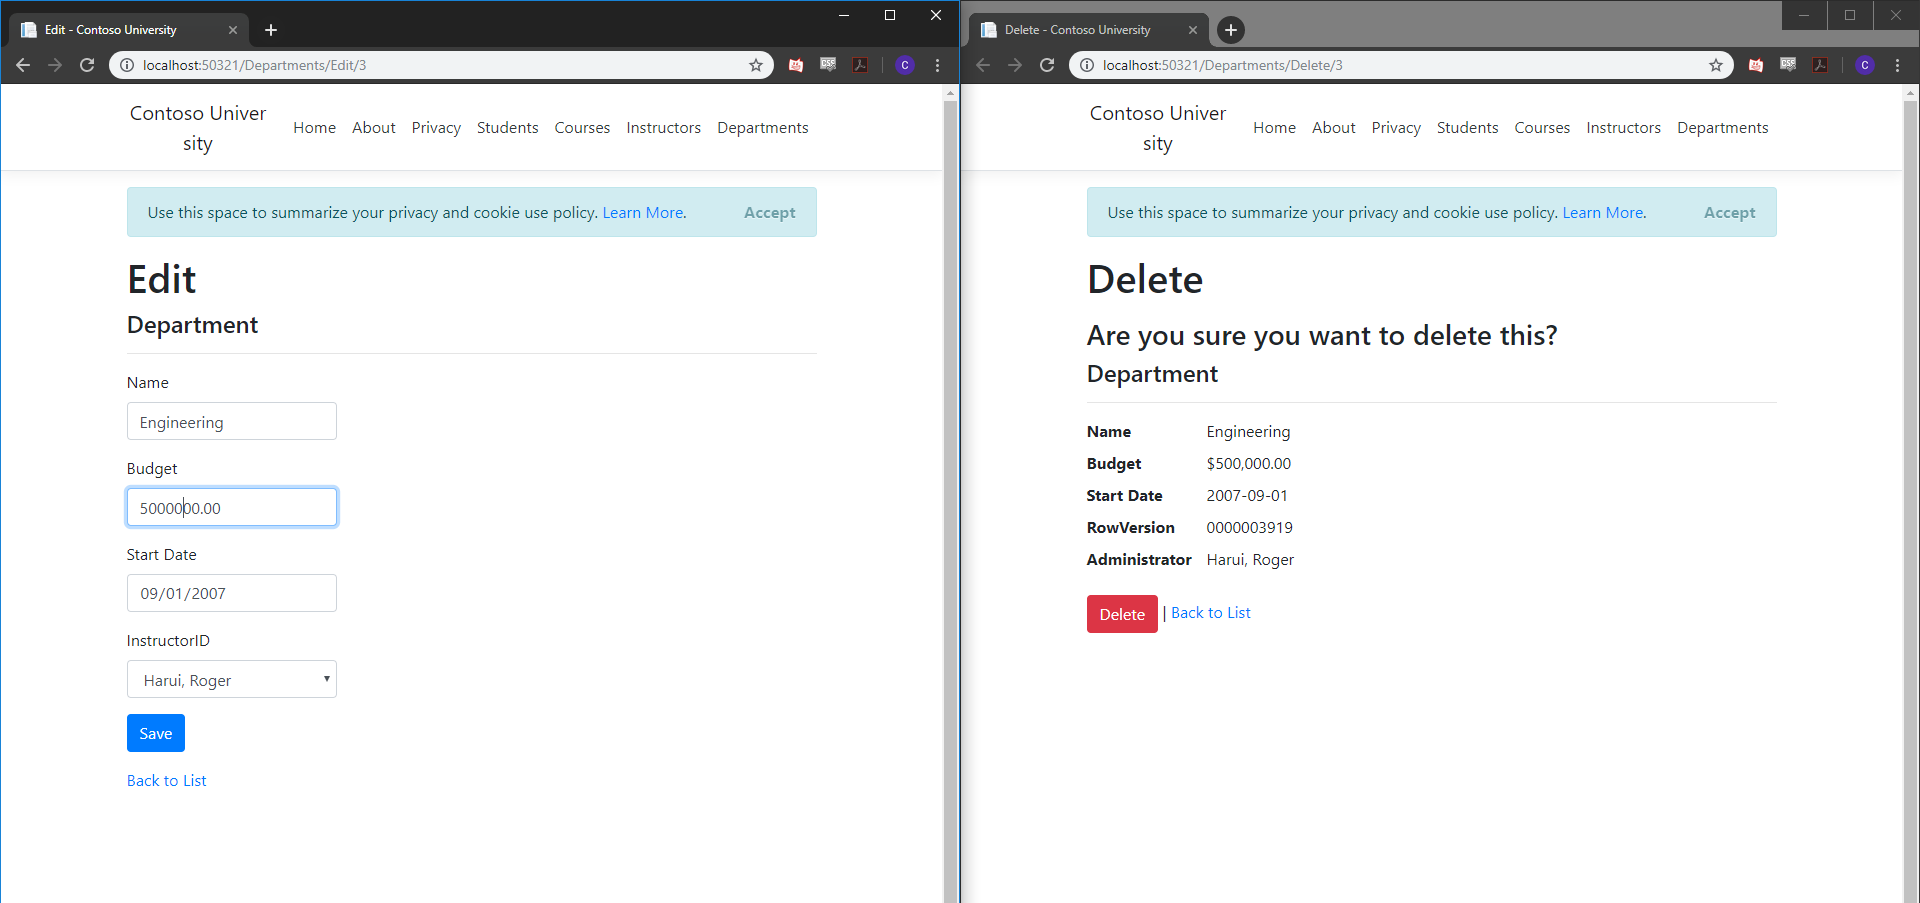 Edit - Contoso University
localhost:50321/Departments/Edit/3
C
Contoso Univer
sity
Home
About
Privacy
Students
Courses
Instructors
Departments
Use this space to summarize your privacy and cookie use policy. Learn More.
Accept
Edit
Department
Name
Engineering
Budget
5000000.00
Start Date
09/01/2007
InstructorID
Harui, Roger
Save
Back to List
Delete - Contoso University
localhost:50321/Departments/Delete/3
C
Contoso Univer
sity
Home
About
Privacy
Students
Courses
Instructors
Departments
Use this space to summarize your privacy and cookie use policy. Learn More.
Accept
Delete
Are you sure you want to delete this?
Department
Name Engineering
Budget $500,000.00
Start Date 2007-09-01
RowVersion 0000003919
Administrator Harui, Roger
Delete | Back to List